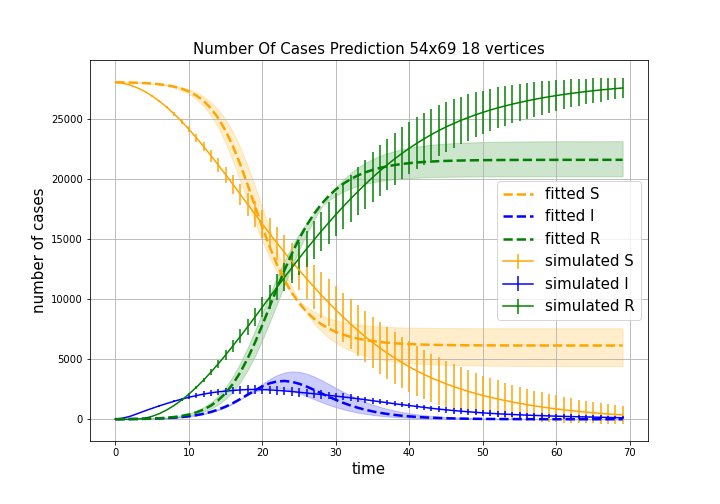 Number Of Cases Prediction 54x69 18 vertices
number of cases
25000
20000
15000
10000
5000
0
fitted S
fitted I
fitted R
simulated S
simulated I
simulated R
0 10 20 30 40 50 60 70
time